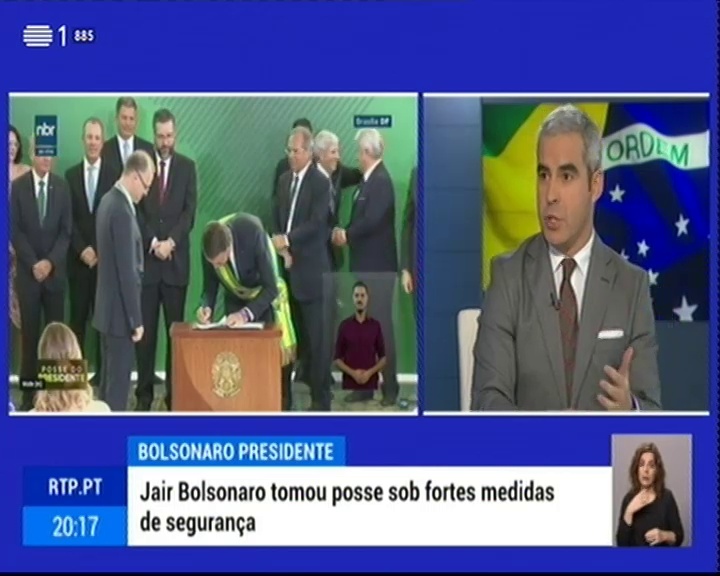 1 885
nbr
Brasília DF
ORDEM
POSSE DO
PRESIDENTE
BOLSONARO PRESIDENTE
RTP.PT
Jair Bolsonaro tomou posse sob fortes medidas
20:17
de segurança